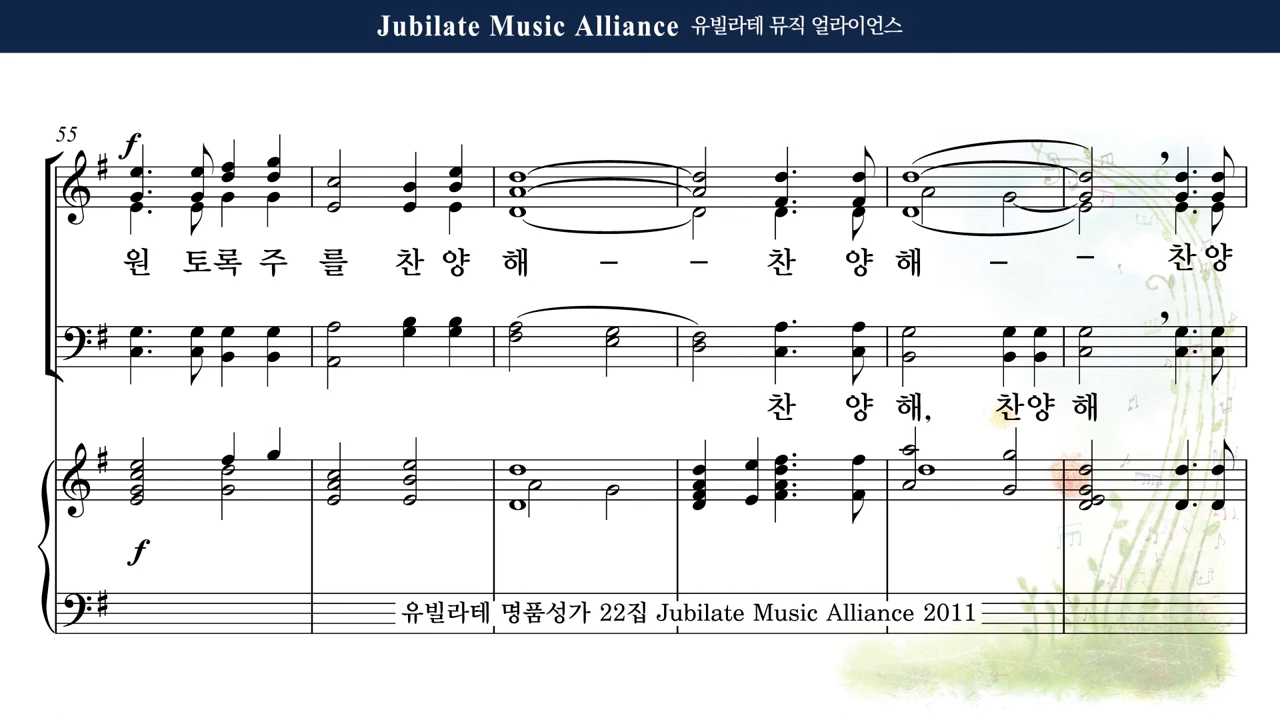 Jubilate Music Alliance 유빌라테 뮤직 얼라이언스
55
f
원 토록 주 를 찬 양 해 – – 찬 양 해 – – 찬 양
찬 양 해, 찬양 해
f
유빌라테 명품성가 22집 Jubilate Music Alliance 2011